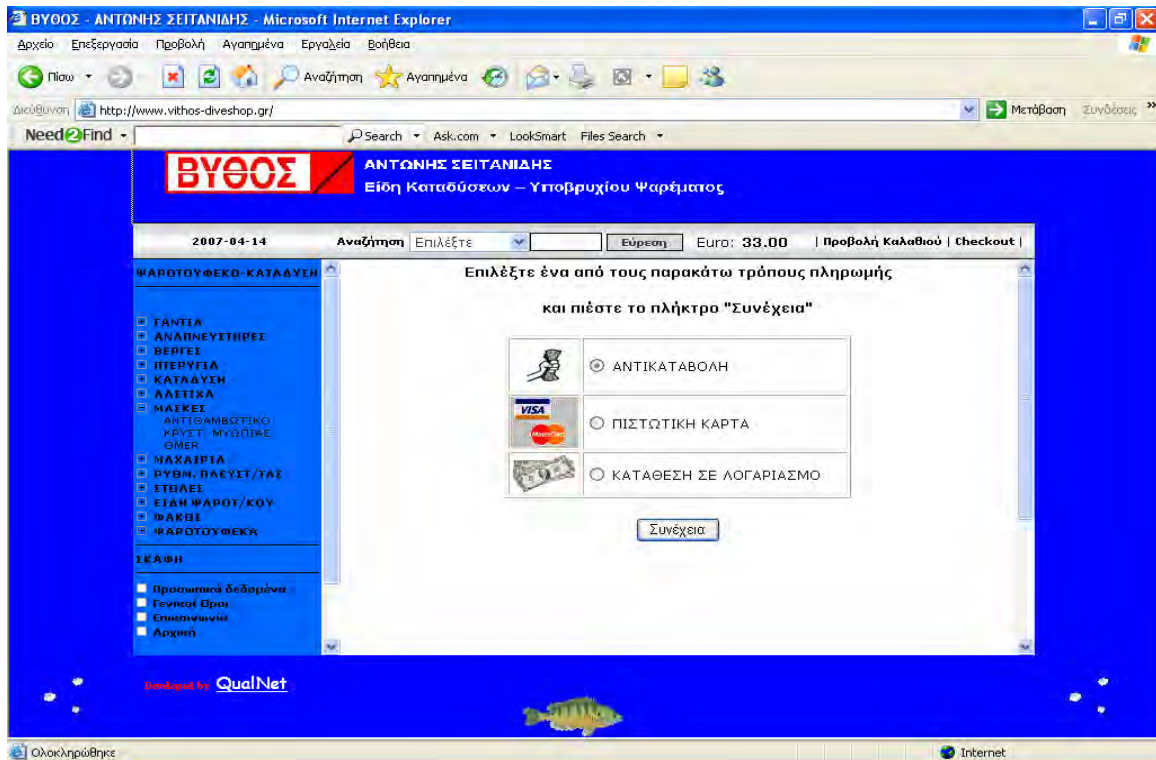 ΒΥΘΟΣ - ΑΝΤΩΝΗΣ ΣΕΪΤΑΝΙΔΗΣ - Microsoft Internet Explorer
Αρχείο Επεξεργασία Προβολή Αγαπημένα Εργαλεία Βοήθεια
Πίσω Αναζήτηση Αγαπημένα
Διεύθυνση http://www.vithos-diveshop.gr/ Μετάβαση Συνδέσεις »
Need2Find Search Ask.com LookSmart Files Search
ΒΥΘΟΣ
ΑΝΤΩΝΗΣ ΣΕΙΤΑΝΙΔΗΣ
Είδη Καταδύσεων – Υποβρυχίου Ψαρέματος
2007-04-14 Αναζήτηση Επιλέξτε Εύρεση Euro: 33.00 | Προβολή Καλαθιού | Checkout |
ΨΑΡΟΤΟΥΦΕΚΟ-ΚΑΤΑΔΥΣΗ
ΓΑΝΤΙΑ
ΑΝΑΠΝΕΥΣΤΗΡΕΣ
ΒΕΡΓΕΣ
ΠΤΕΡΥΓΙΑ
ΚΑΤΑΔΥΣΗ
ΛΑΣΤΙΧΑ
ΜΑΣΚΕΣ
ΑΝΤΙΘΑΜΒΩΤΙΚΟ
ΚΡΥΣΤ. ΜΥΩΠΙΑΣ
OMER
ΜΑΧΑΙΡΙΑ
ΡΥΘΜ. ΠΛΕΥΣΤ/ΤΑΣ
ΣΤΟΛΕΣ
ΕΙΔΗ ΨΑΡΟΤ/ΚΟΥ
ΦΑΚΟΙ
ΨΑΡΟΤΟΥΦΕΚΑ
ΣΚΑΦΗ
Προσωπικά δεδομένα
Γενικοί Όροι
Επικοινωνία
Αρχική
Επιλέξτε ένα από τους παρακάτω τρόπους πληρωμής
και πιέστε το πλήκτρο "Συνέχεια"
ΑΝΤΙΚΑΤΑΒΟΛΗ
VISA
MasterCard
ΠΙΣΤΩΤΙΚΗ ΚΑΡΤΑ
ΚΑΤΑΘΕΣΗ ΣΕ ΛΟΓΑΡΙΑΣΜΟ
Συνέχεια
Developed by QualNet
Ολοκληρώθηκε Internet